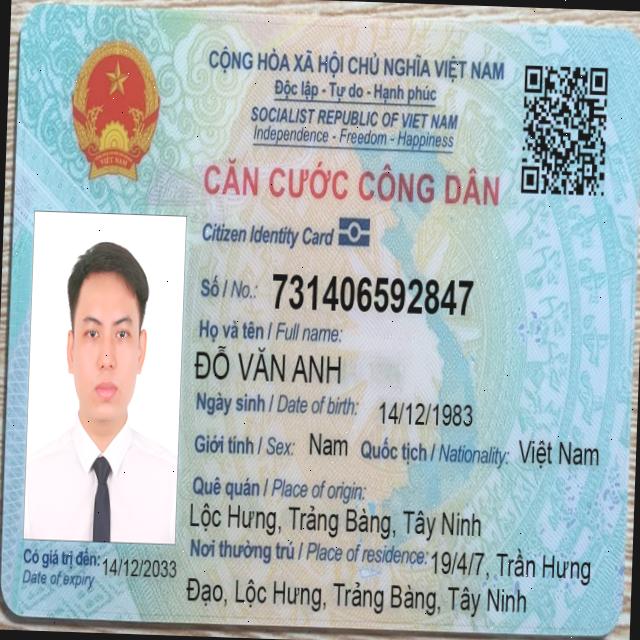 CỘNG HÒA XÃ HỘI CHỦ NGHĨA VIỆT NAM
Độc lập - Tự do - Hạnh phúc
SOCIALIST REPUBLIC OF VIET NAM
Independence - Freedom - Happiness
CĂN CƯỚC CÔNG DÂN
Citizen Identity Card
Số / No.: 731406592847
Họ và tên / Full name:
ĐỖ VĂN ANH
Ngày sinh / Date of birth: 14/12/1983
Giới tính / Sex: Nam Quốc tịch / Nationality: Việt Nam
Quê quán / Place of origin:
Lộc Hưng, Trảng Bàng, Tây Ninh
Nơi thường trú / Place of residence: 19/4/7, Trần Hưng
Đạo, Lộc Hưng, Trảng Bàng, Tây Ninh
Có giá trị đến: 14/12/2033
Date of expiry
VIỆT NAM